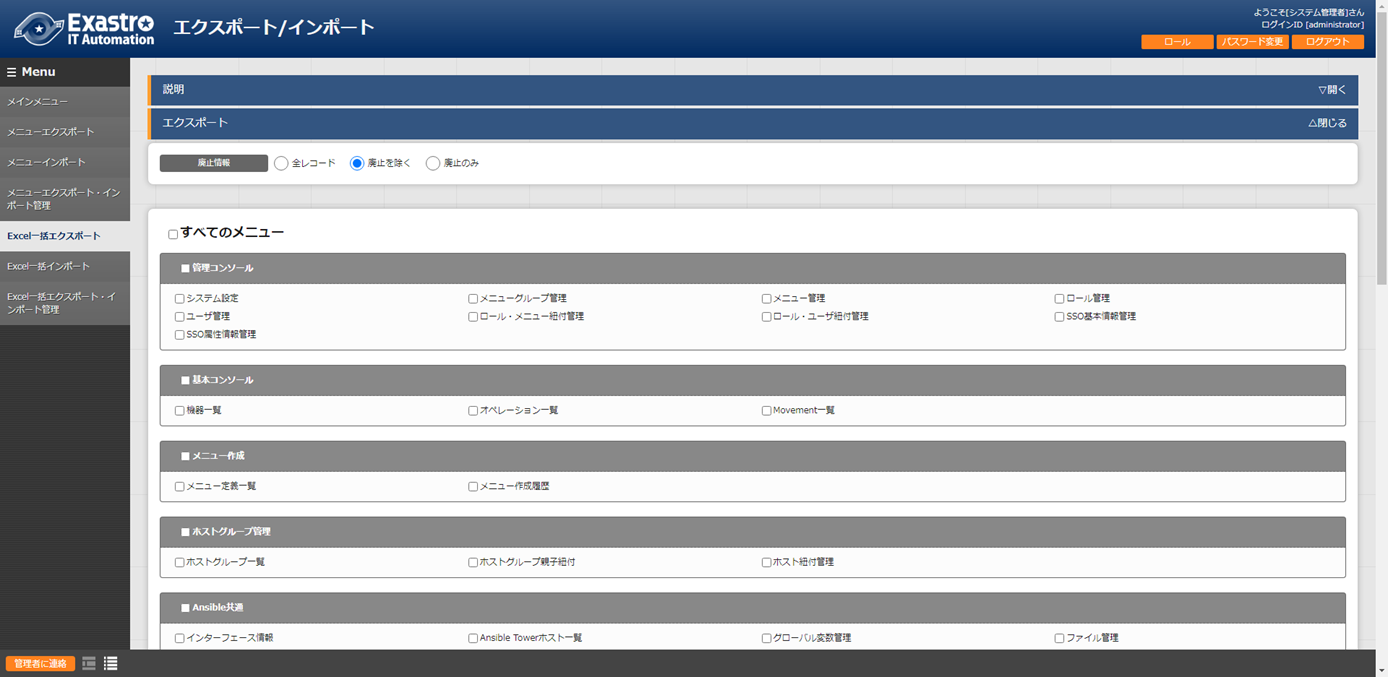 Exastro
IT Automation
エクスポート/インポート
ようこそ[システム管理者]さん
ログインID [administrator]
ロール
パスワード変更
ログアウト
Menu
メインメニュー
メニューエクスポート
メニューインポート
メニューエクスポート・イン
ポート管理
Excel一括エクスポート
Excel一括インポート
Excel一括エクスポート・イ
ンポート管理
説明
▽開く
エクスポート
△閉じる
廃止情報
全レコード
廃止を除く
廃止のみ
すべてのメニュー
管理コンソール
システム設定
メニューグループ管理
メニュー管理
ロール管理
ユーザ管理
ロール・メニュー紐付管理
ロール・ユーザ紐付管理
SSO基本情報管理
SSO属性情報管理
基本コンソール
機器一覧
オペレーション一覧
Movement一覧
メニュー作成
メニュー定義一覧
メニュー作成履歴
ホストグループ管理
ホストグループ一覧
ホストグループ親子紐付
ホスト紐付管理
Ansible共通
インターフェース情報
Ansible Towerホスト一覧
グローバル変数管理
ファイル管理
管理者に連絡